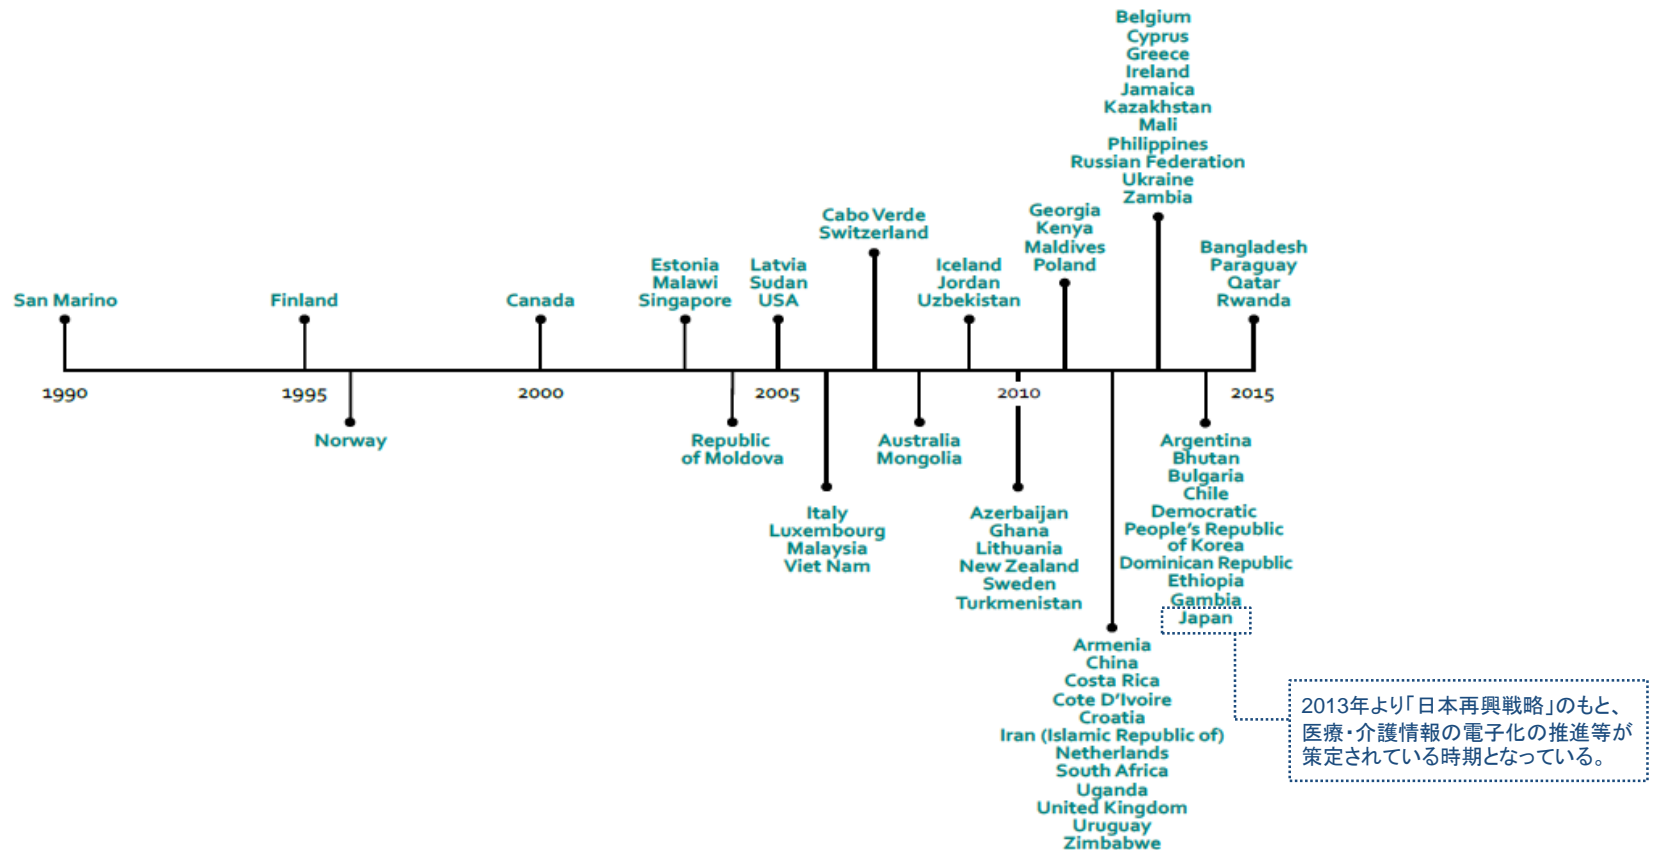 Belgium
Cyprus
Greece
Ireland
Jamaica
Kazakhstan
Mali
Philippines
Russian Federation
Ukraine
Zambia
Cabo Verde
Switzerland
Georgia
Kenya
Maldives
Poland
Bangladesh
Paraguay
Qatar
Rwanda
Estonia
Malawi
Singapore
Latvia
Sudan
USA
Iceland
Jordan
Uzbekistan
San Marino
Finland
Canada
1990
1995
2000
2005
2010
2015
Norway
Republic
of Moldova
Australia
Mongolia
Italy
Luxembourg
Malaysia
Viet Nam
Azerbaijan
Ghana
Lithuania
New Zealand
Sweden
Turkmenistan
Argentina
Bhutan
Bulgaria
Chile
Democratic
People's Republic
of Korea
Dominican Republic
Ethiopia
Gambia
Japan
Armenia
China
Costa Rica
Cote D'Ivoire
Croatia
Iran (Islamic Republic of)
Netherlands
South Africa
Uganda
United Kingdom
Uruguay
Zimbabwe
2013年より「日本再興戦略」のもと、
医療・介護情報の電子化の推進等が
策定されている時期となっている。